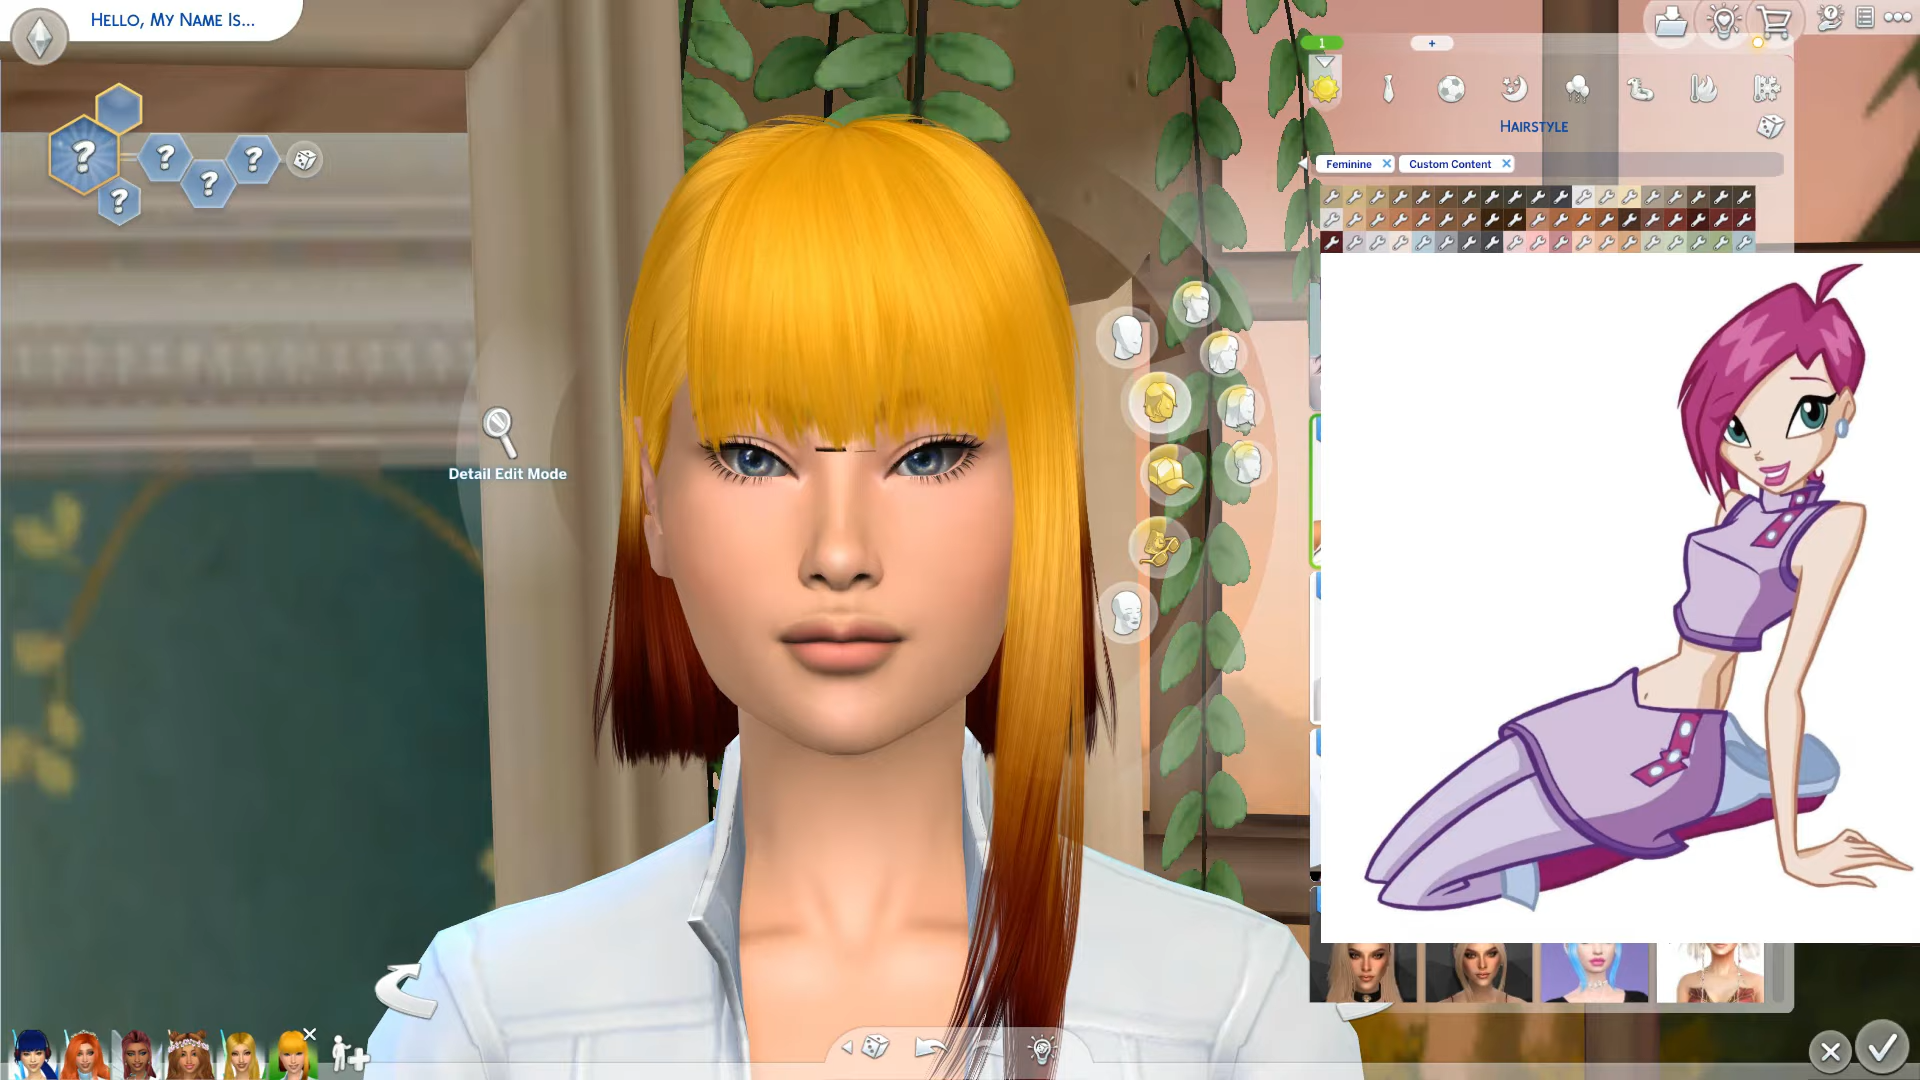 Hello, My Name Is...
1
+
Hairstyle
Feminine ×
Custom Content ×
? ? ? ? ?
Detail Edit Mode